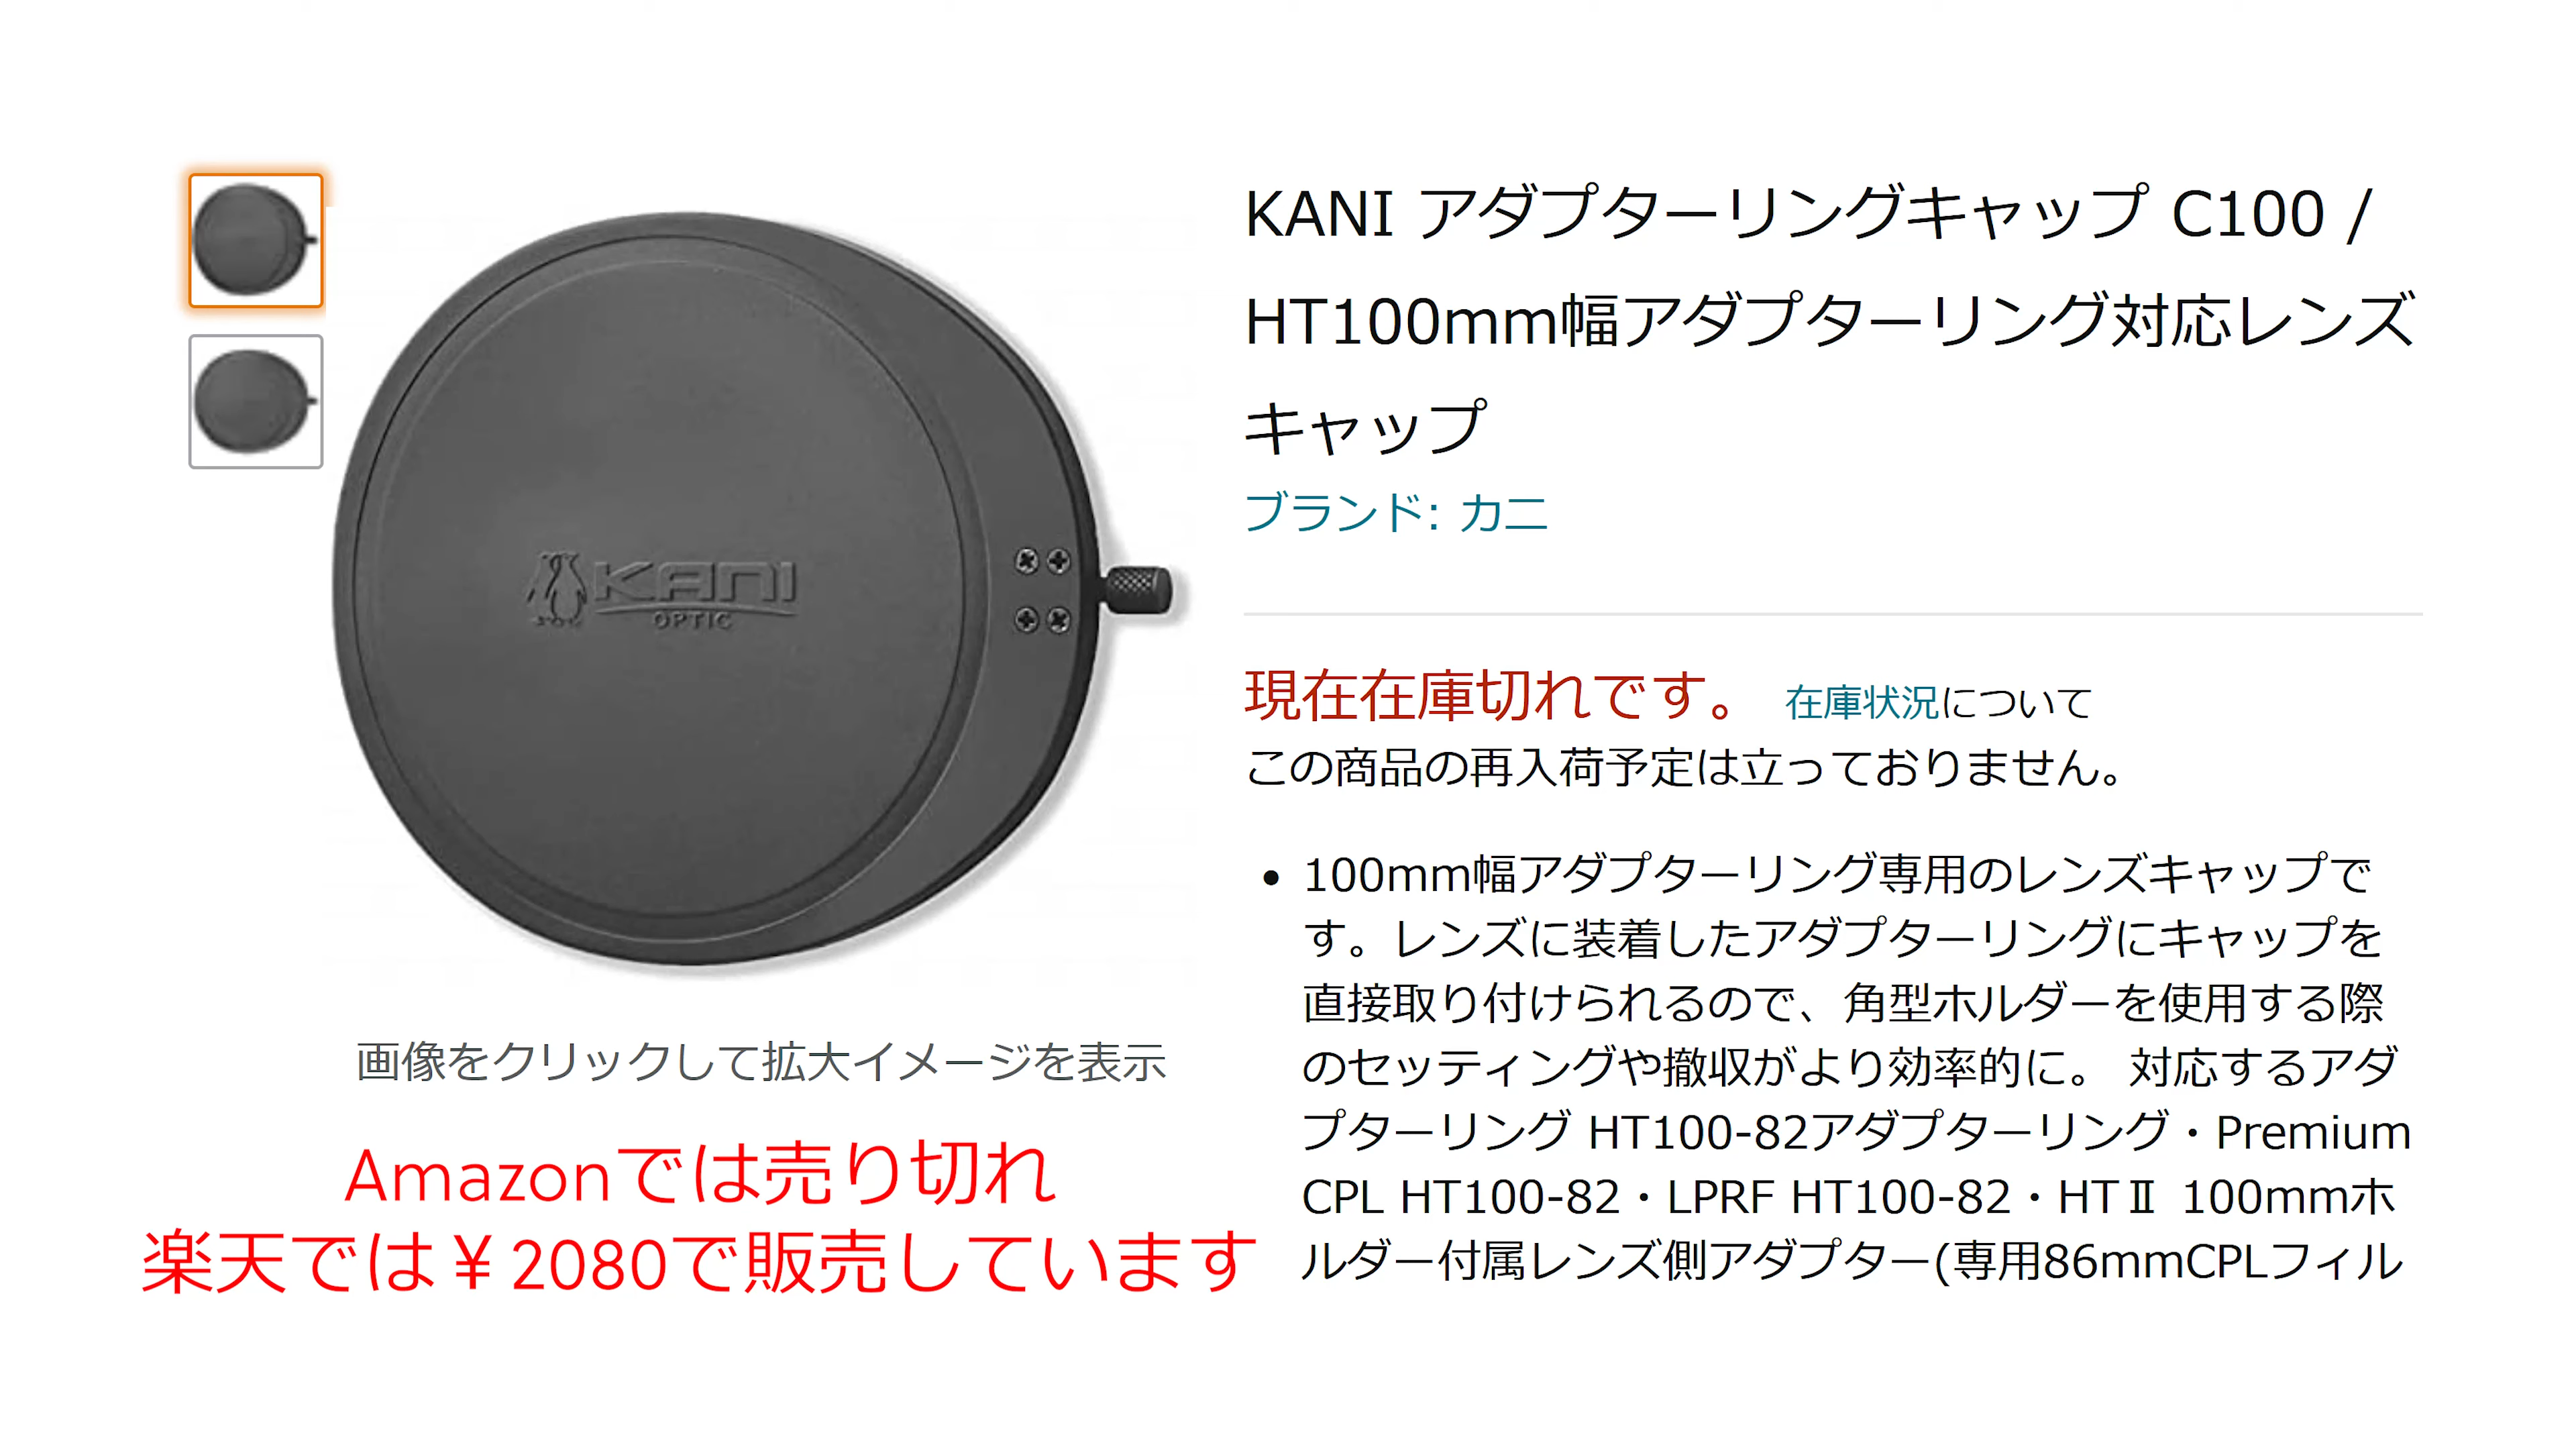 KANI
OPTIC
画像をクリックして拡大イメージを表示
Amazonでは売り切れ
楽天では￥2080で販売しています
KANI アダプターリングキャップ C100 /
HT100mm幅アダプターリング対応レンズ
キャップ
ブランド: カニ
現在在庫切れです。 在庫状況について
この商品の再入荷予定は立っておりません。
• 100mm幅アダプターリング専用のレンズキャップで
す。レンズに装着したアダプターリングにキャップを
直接取り付けられるので、角型ホルダーを使用する際
のセッティングや撤収がより効率的に。 対応するアダ
プターリング HT100-82アダプターリング・Premium
CPL HT100-82・LPRF HT100-82・HTⅡ 100mmホ
ルダー付属レンズ側アダプター(専用86mmCPLフィル